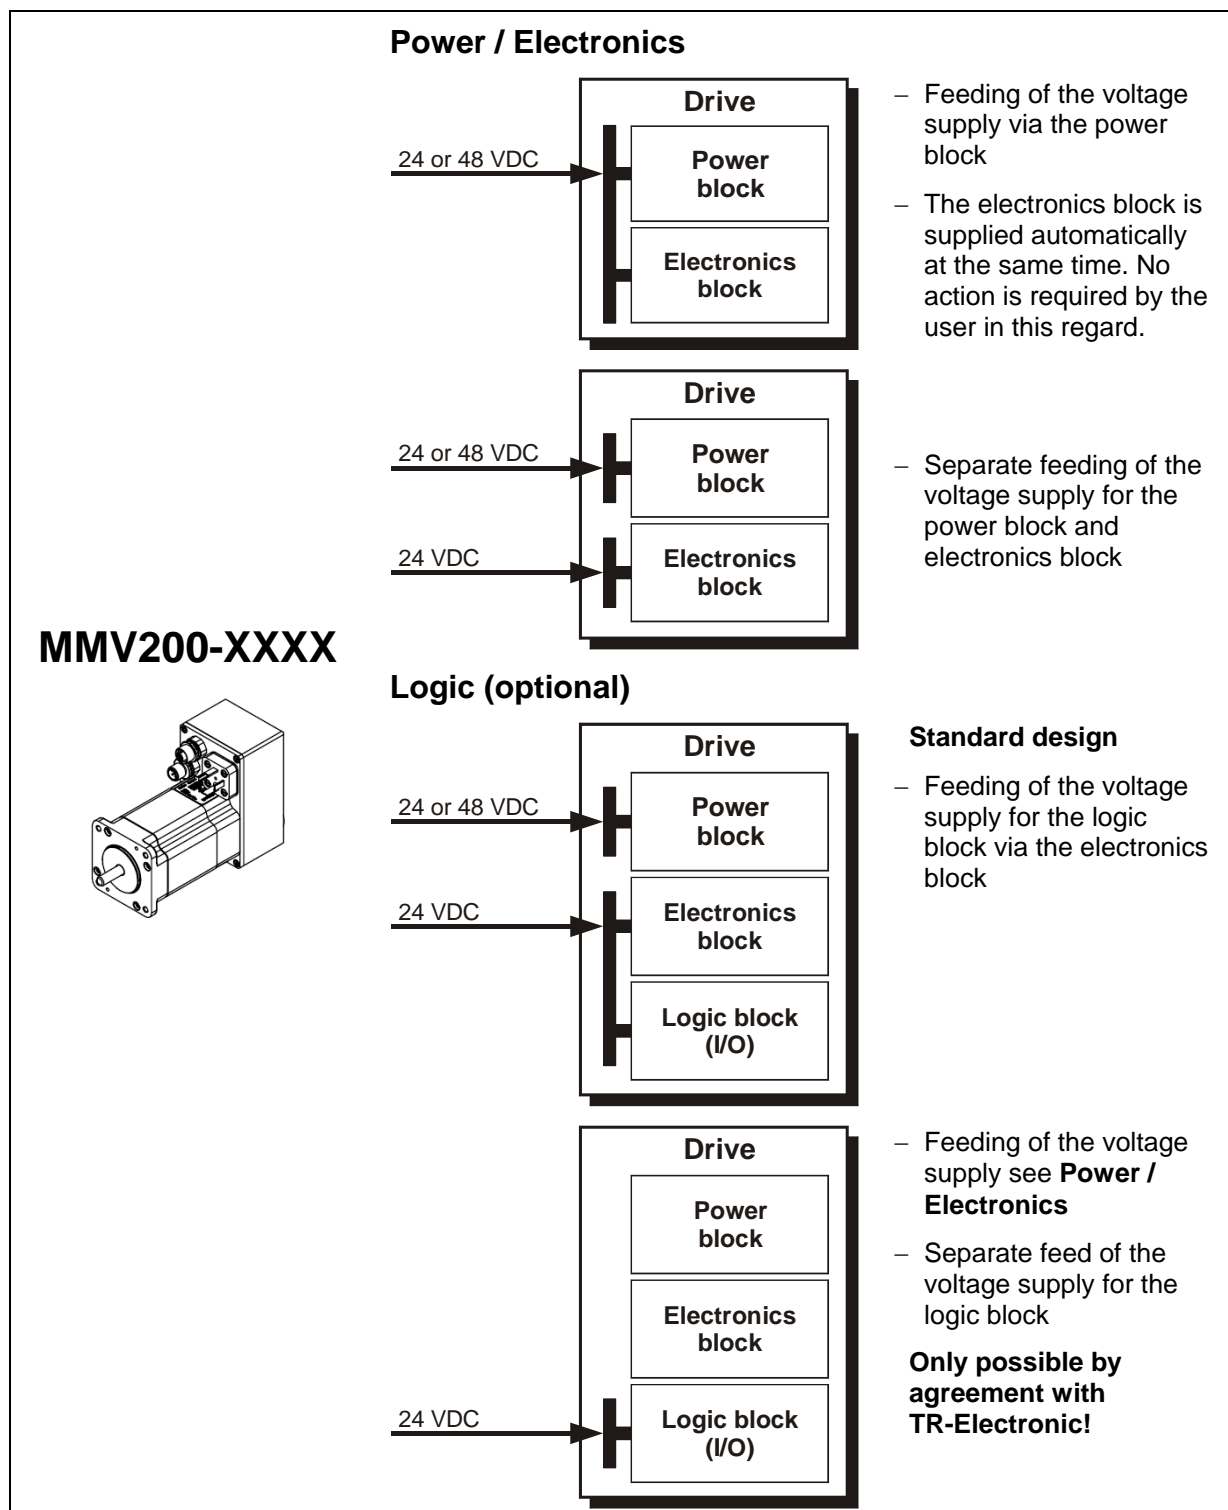 Power / Electronics
Drive
24 or 48 VDC
Power
block
Electronics
block
– Feeding of the voltage
supply via the power
block
– The electronics block is
supplied automatically
at the same time. No
action is required by the
user in this regard.
Drive
24 or 48 VDC
Power
block
24 VDC
Electronics
block
– Separate feeding of the
voltage supply for the
power block and
electronics block
MMV200-XXXX
Logic (optional)
Drive
24 or 48 VDC
Power
block
24 VDC
Electronics
block
Logic block
(I/O)
Standard design
– Feeding of the voltage
supply for the logic
block via the electronics
block
Drive
Power
block
Electronics
block
24 VDC
Logic block
(I/O)
– Feeding of the voltage
supply see Power /
Electronics
– Separate feed of the
voltage supply for the
logic block
Only possible by
agreement with
TR-Electronic!